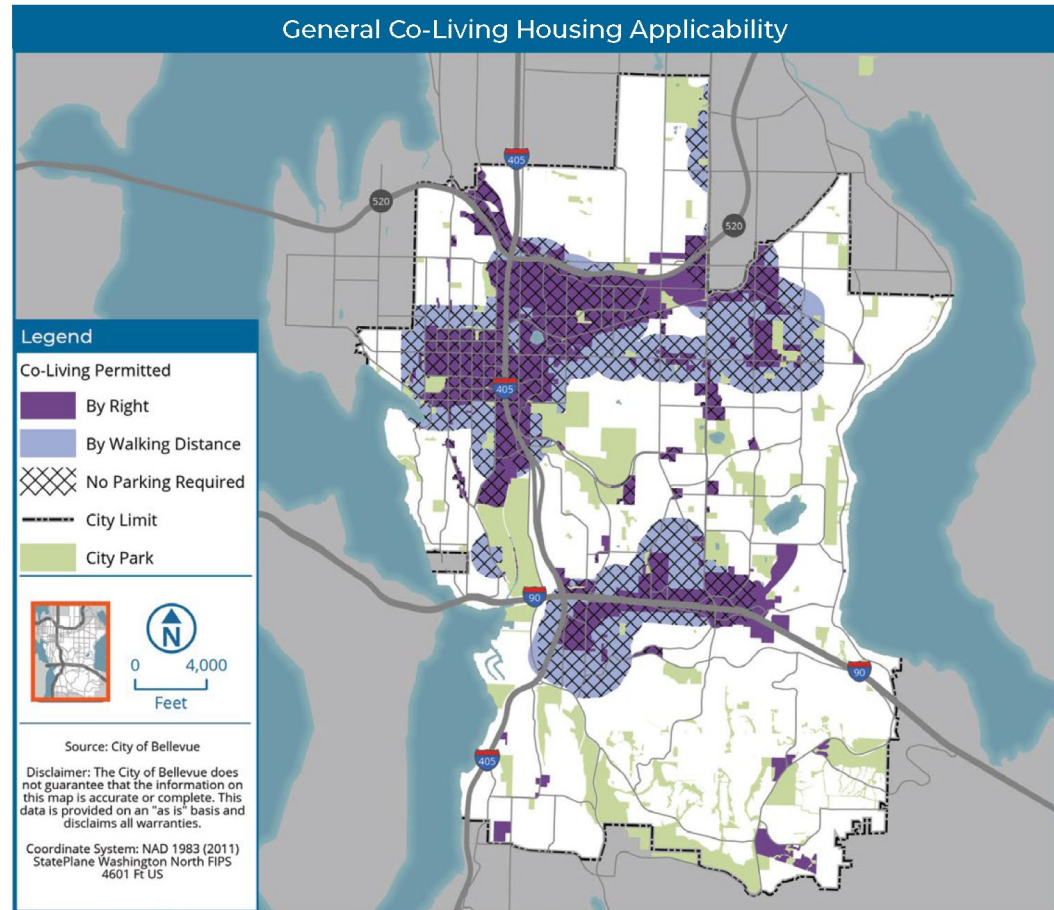 General Co-Living Housing Applicability
405
520
520
405
90
90
405
Legend
Co-Living Permitted
By Right
By Walking Distance
No Parking Required
City Limit
City Park
N
0 4,000
Feet
Source: City of Bellevue
Disclaimer: The City of Bellevue does
not guarantee that the information on
this map is accurate or complete. This
data is provided on an "as is" basis and
disclaims all warranties.
Coordinate System: NAD 1983 (2011)
StatePlane Washington North FIPS
4601 Ft US